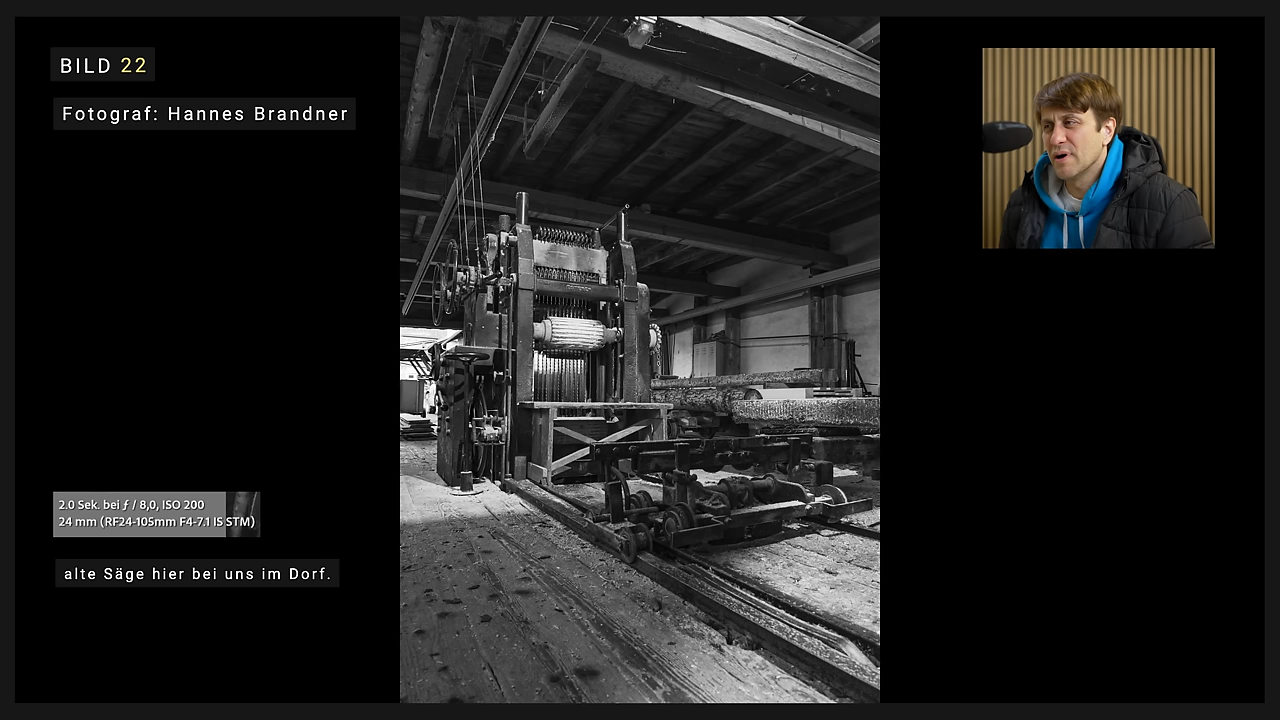 BILD 22
Fotograf: Hannes Brandner
2.0 Sek. bei ƒ / 8,0, ISO 200
24 mm (RF24-105mm F4-7.1 IS STM)
alte Säge hier bei uns im Dorf.